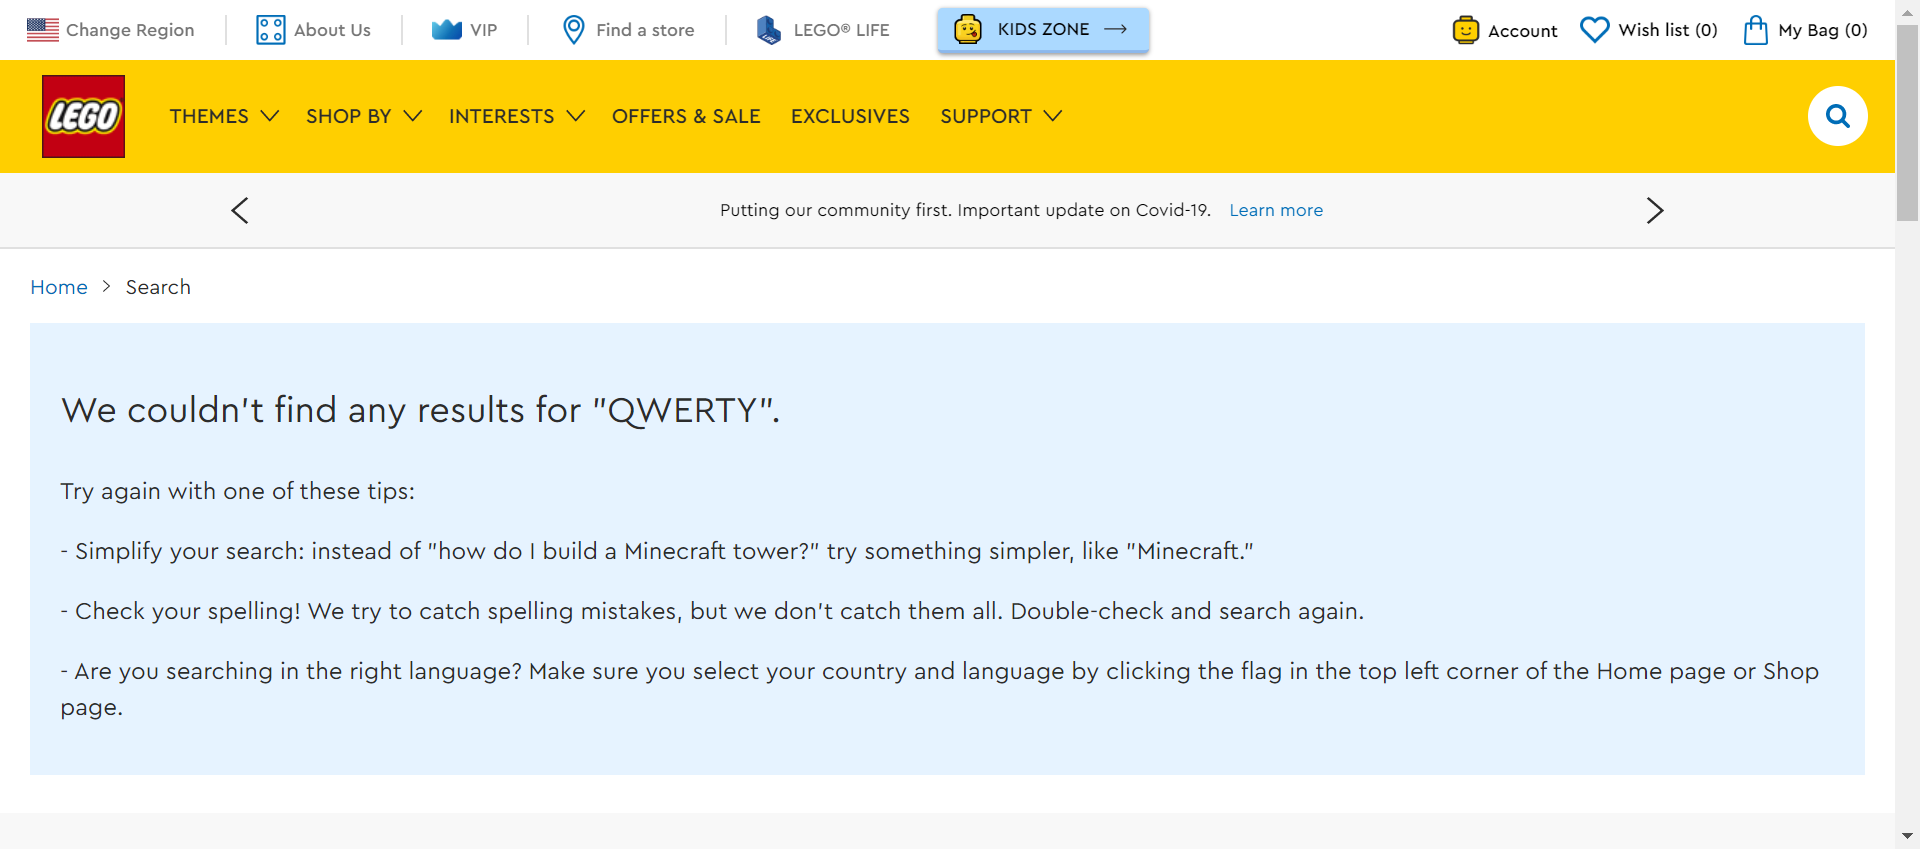 Change Region
About Us
VIP
Find a store
LEGO® LIFE
KIDS ZONE
Account
Wish list (0)
My Bag (0)
LEGO
THEMES
SHOP BY
INTERESTS
OFFERS & SALE
EXCLUSIVES
SUPPORT
Putting our community first. Important update on Covid-19. Learn more
Home > Search
We couldn't find any results for "QWERTY".
Try again with one of these tips:
- Simplify your search: instead of "how do I build a Minecraft tower?" try something simpler, like "Minecraft."
- Check your spelling! We try to catch spelling mistakes, but we don't catch them all. Double-check and search again.
- Are you searching in the right language? Make sure you select your country and language by clicking the flag in the top left corner of the Home page or Shop
page.